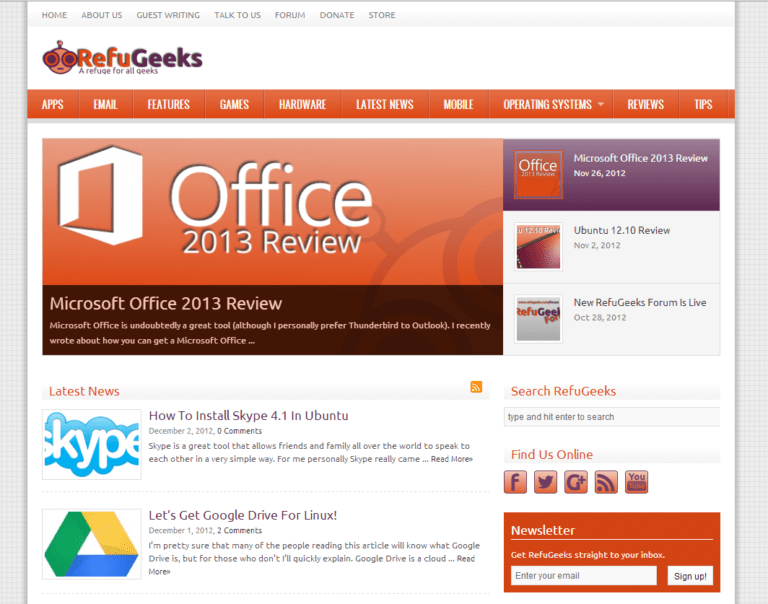 HOME ABOUT US GUEST WRITING TALK TO US FORUM DONATE STORE
RefuGeeks
A refuge for all geeks
APPS EMAIL FEATURES GAMES HARDWARE LATEST NEWS MOBILE OPERATING SYSTEMS REVIEWS TIPS
Office
2013 Review
Microsoft Office 2013 Review
Microsoft Office is undoubtedly a great tool (although I personally prefer Thunderbird to Outlook). I recently
wrote about how you can get a Microsoft Office ...
Office
2013 Review
Microsoft Office 2013 Review
Nov 26, 2012
12.10 Revi
Ubuntu 12.10 Review
Nov 2, 2012
RefuGeek
New RefuGeeks Forum Is Live
Oct 28, 2012
Latest News
skype
How To Install Skype 4.1 In Ubuntu
December 2, 2012, 0 Comments
Skype is a great tool that allows friends and family all over the world to speak to
each other in a very simple way. For me personally Skype really came ... Read More»
Let's Get Google Drive For Linux!
December 1, 2012, 2 Comments
I'm pretty sure that many of the people reading this article will know what Google
Drive is, but for those who don't I'll quickly explain. Google Drive is a cloud ... Read
More»
Search RefuGeeks
type and hit enter to search
Find Us Online
You
Tube
Newsletter
Get RefuGeeks straight to your inbox.
Enter your email Sign up!